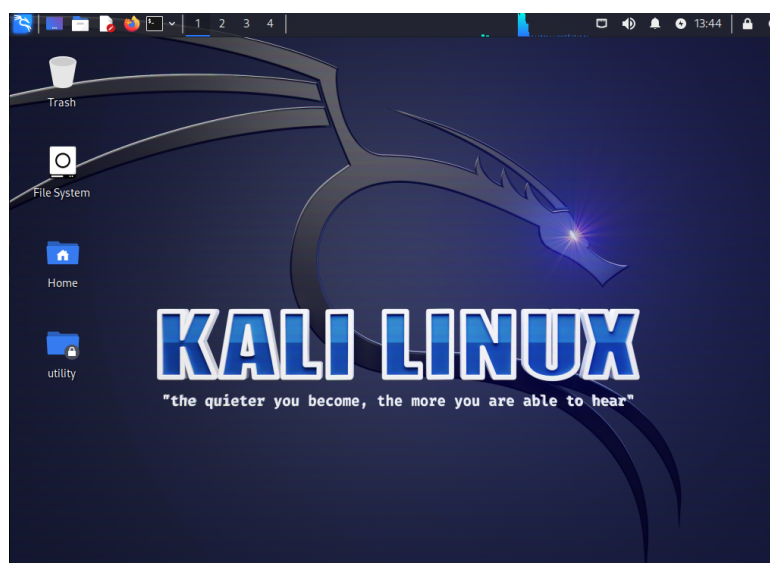 1 2 3 4 13:44
Trash
File System
Home
utility
KALI LINUX
"the quieter you become, the more you are able to hear"